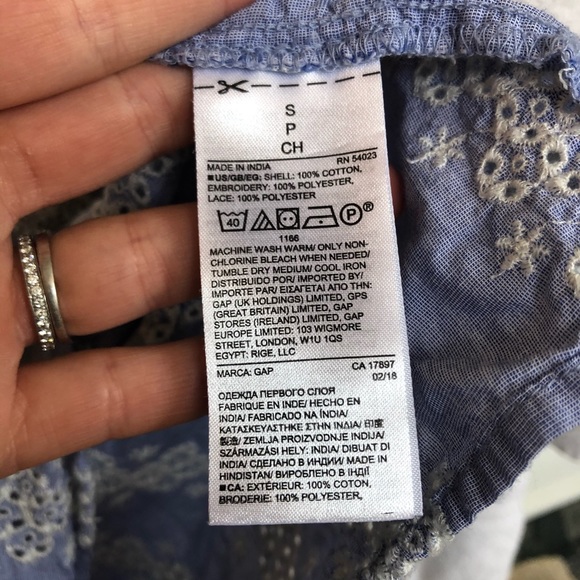 S
P
CH
MADE IN INDIA RN 54023
■US/GB/EG: SHELL: 100% COTTON,
EMBROIDERY: 100% POLYESTER,
LACE: 100% POLYESTER
40 P ®
1166
MACHINE WASH WARM/ ONLY NON-
CHLORINE BLEACH WHEN NEEDED/
TUMBLE DRY MEDIUM/ COOL IRON
DISTRIBUIDO POR/ IMPORTADO POR/
IMPORTE PAR/ ΕΙΣΑΓΕΤΑΙ ΑΠΟ ΤΗΝ:
GAP (UK HOLDINGS) LIMITED, GPS
(GREAT BRITAIN) LIMITED, GAP
STORES (IRELAND) LIMITED, GAP
EUROPE LIMITED: 103 WIGMORE
STREET, LONDON, W1U 1QS
EGYPT: RIGE, LLC
MARCA: GAP CA 17897
02/18
ОДЕЖДА ПЕРВОГО СЛОЯ
FABRIQUE EN INDE/ HECHO EN
INDIA/ FABRICADO NA ÍNDIA/
ΚΑΤΑΣΚΕΥΑΣΤΗΚΕ ΣΤΗΝ ΙΝΔΙΑ/ 印度
製造/ ZEMLJA PROIZVODNJE INDIJA/
SZÁRMAZÁSI HELY: INDIA/ DIBUAT DI
INDIA/ СДЕЛАНО В ИНДИИ/ MADE IN
HINDISTAN/ ВИРОБЛЕНО В ІНДІЇ
■CA: EXTÉRIEUR: 100% COTON,
BRODERIE: 100% POLYESTER,